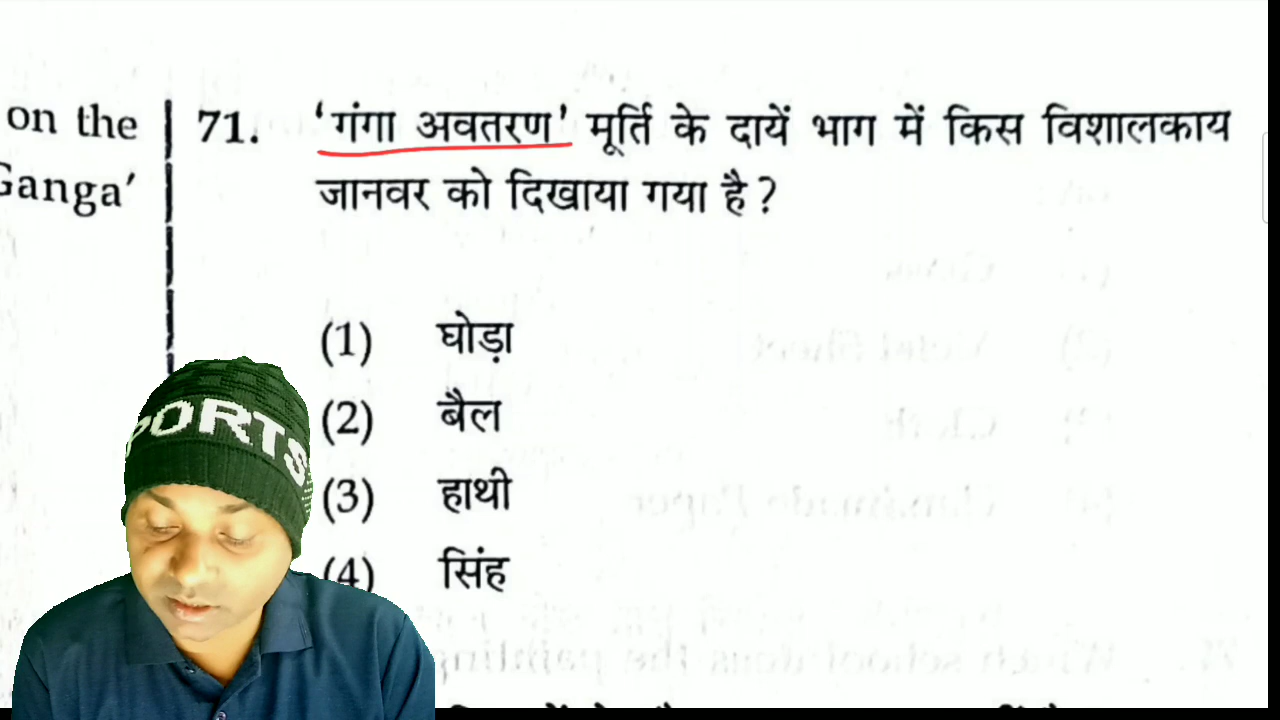 on the
Ganga'
71. 'गंगा अवतरण' मूर्ति के दायें भाग में किस विशालकाय
जानवर को दिखाया गया है ?
(1) घोड़ा
(2) बैल
(3) हाथी
(4) सिंह
PORTS